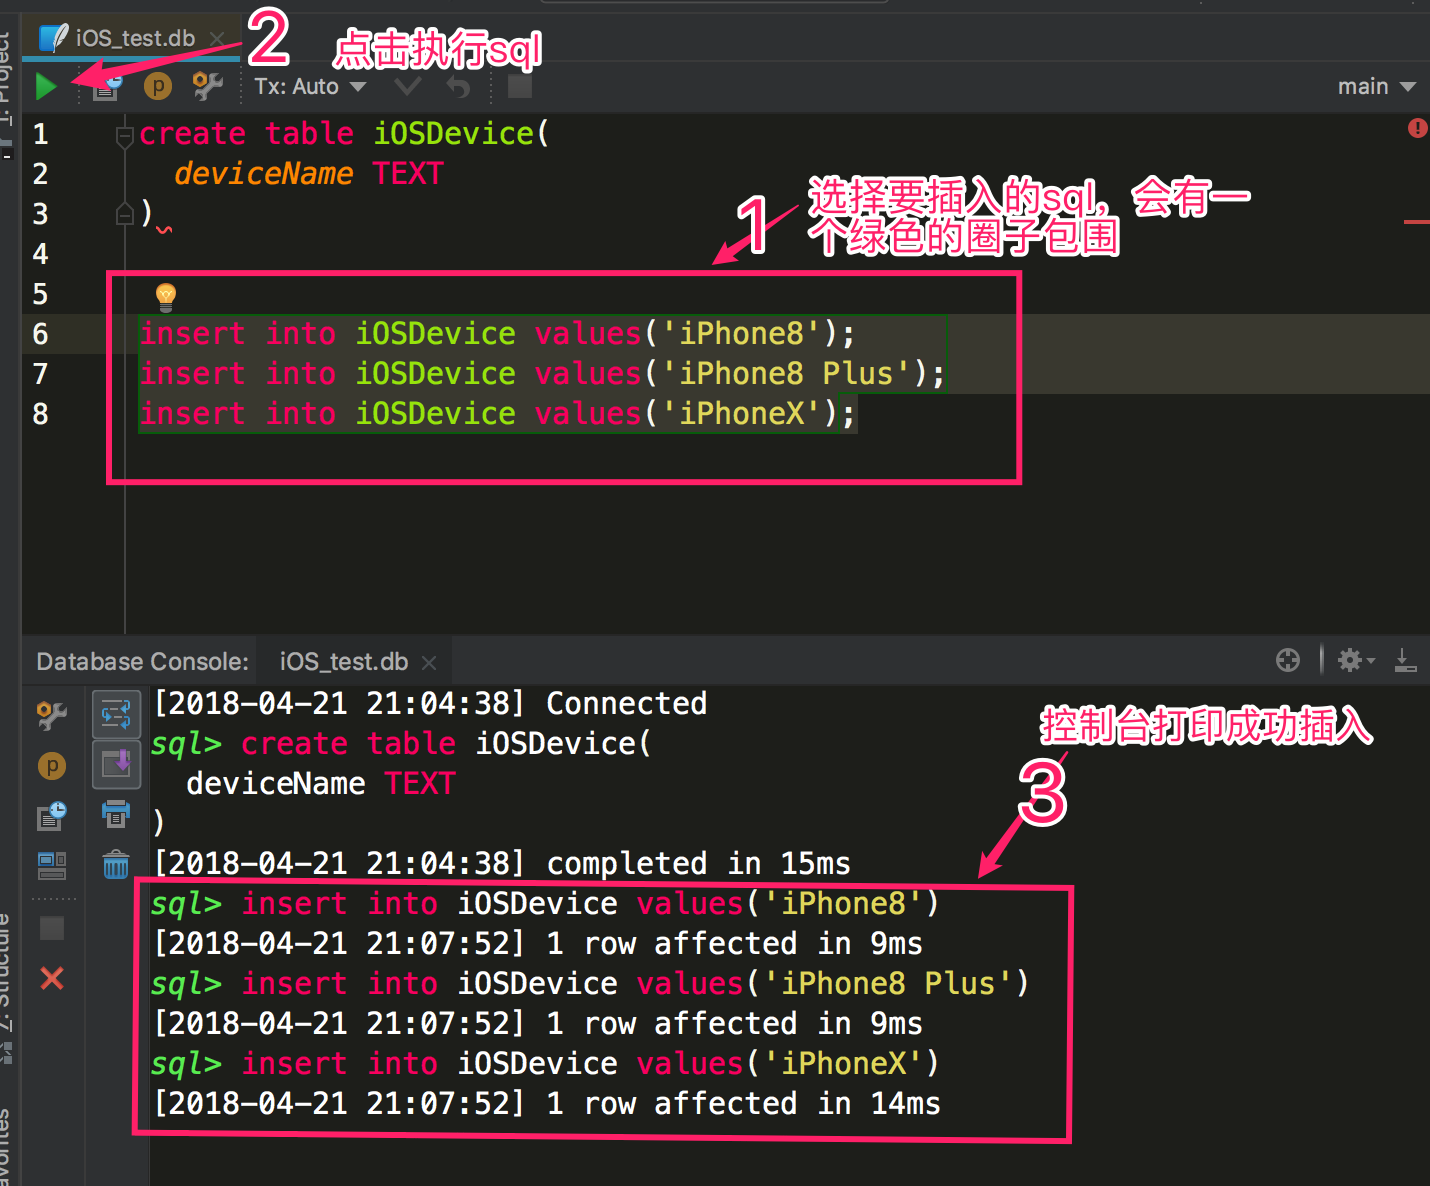 iOS_test.db
2
点击执行sql
Tx: Auto
main
1: Project
1 create table iOSDevice(
2 deviceName TEXT
3 )
4
5
6 insert into iOSDevice values('iPhone8');
7 insert into iOSDevice values('iPhone8 Plus');
8 insert into iOSDevice values('iPhoneX');
1
选择要插入的sql，会有一
个绿色的圈子包围
Database Console: iOS_test.db
[2018-04-21 21:04:38] Connected
sql> create table iOSDevice(
deviceName TEXT
)
[2018-04-21 21:04:38] completed in 15ms
sql> insert into iOSDevice values('iPhone8')
[2018-04-21 21:07:52] 1 row affected in 9ms
sql> insert into iOSDevice values('iPhone8 Plus')
[2018-04-21 21:07:52] 1 row affected in 9ms
sql> insert into iOSDevice values('iPhoneX')
[2018-04-21 21:07:52] 1 row affected in 14ms
控制台打印成功插入
3
7: Structure